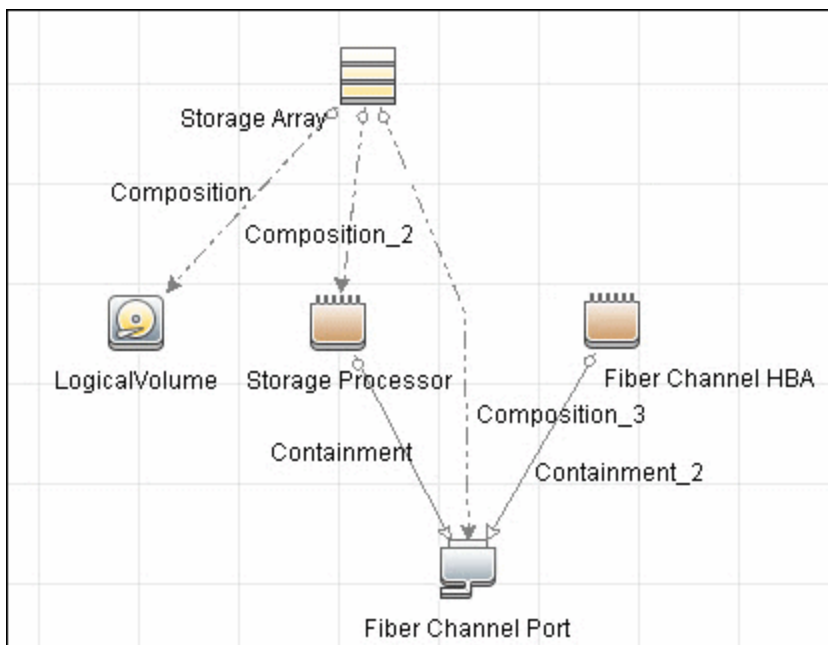 Storage Array
Composition
Composition_2
LogicalVolume
Storage Processor
Fiber Channel HBA
Composition_3
Containment
Containment_2
Fiber Channel Port